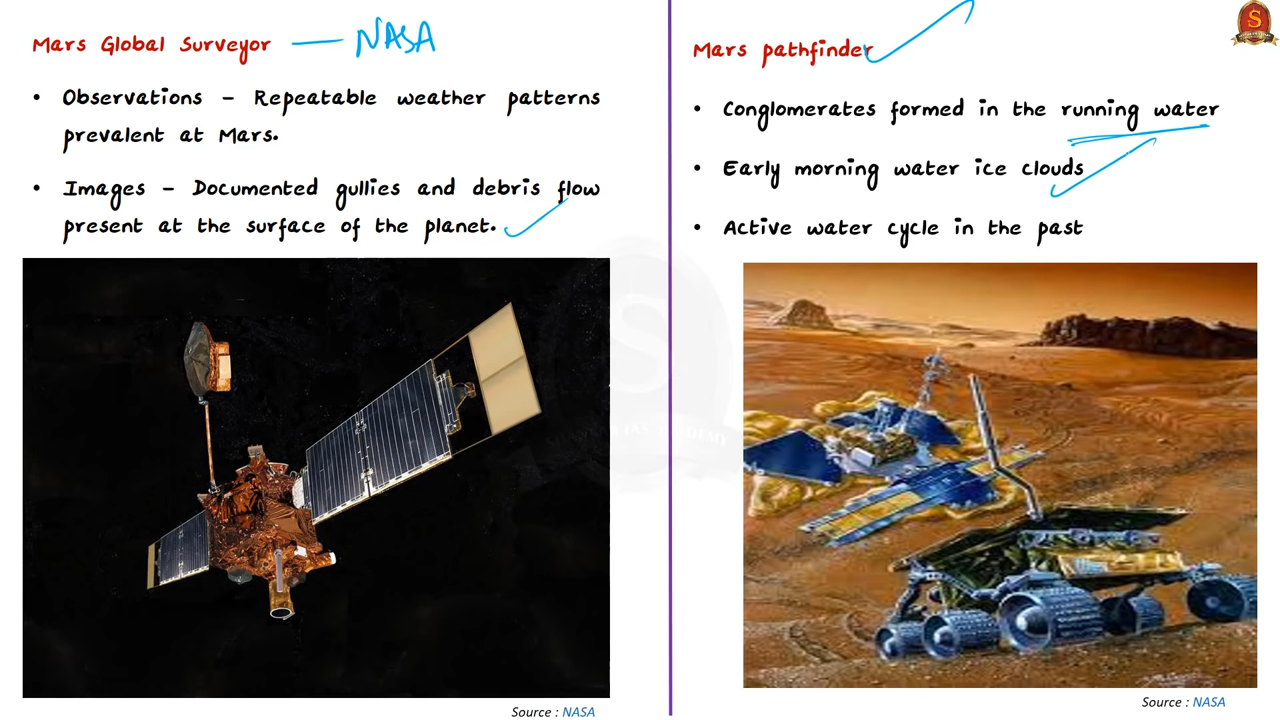 Mars Global Surveyor — NASA
• Observations – Repeatable weather patterns
prevalent at Mars.
• Images – Documented gullies and debris flow
present at the surface of the planet.
Source : NASA
Mars pathfinder
• Conglomerates formed in the running water
• Early morning water ice clouds
• Active water cycle in the past
Source : NASA
S